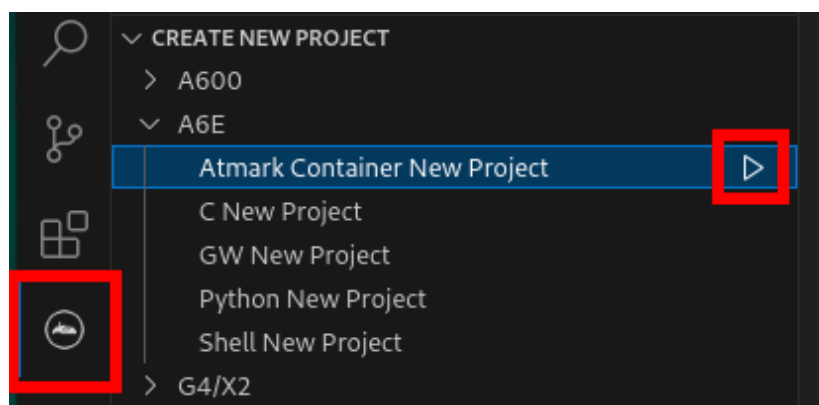 CREATE NEW PROJECT
A600
A6E
Atmark Container New Project
C New Project
GW New Project
Python New Project
Shell New Project
G4/X2